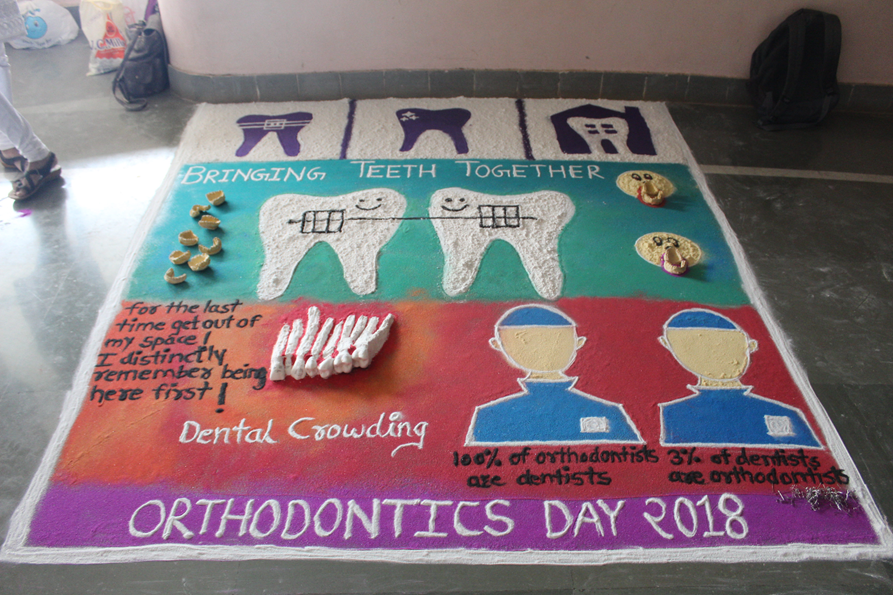 BRINGING TEETH TOGETHER
for the last
time get out of
my space!
I distinctly
remember being
here first!
DENTAL CROWDING
100% of orthodontists
are dentists
3% of dentists
are orthodontists
ORTHODONTICS DAY 2018